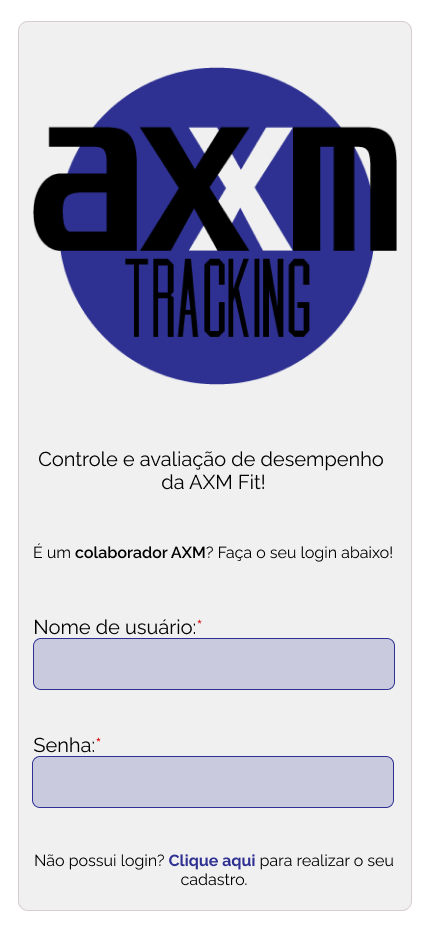 axxm
TRACKING
Controle e avaliação de desempenho
da AXM Fit!
É um colaborador AXM? Faça o seu login abaixo!
Nome de usuário:*
Senha:*
Não possui login? Clique aqui para realizar o seu
cadastro.